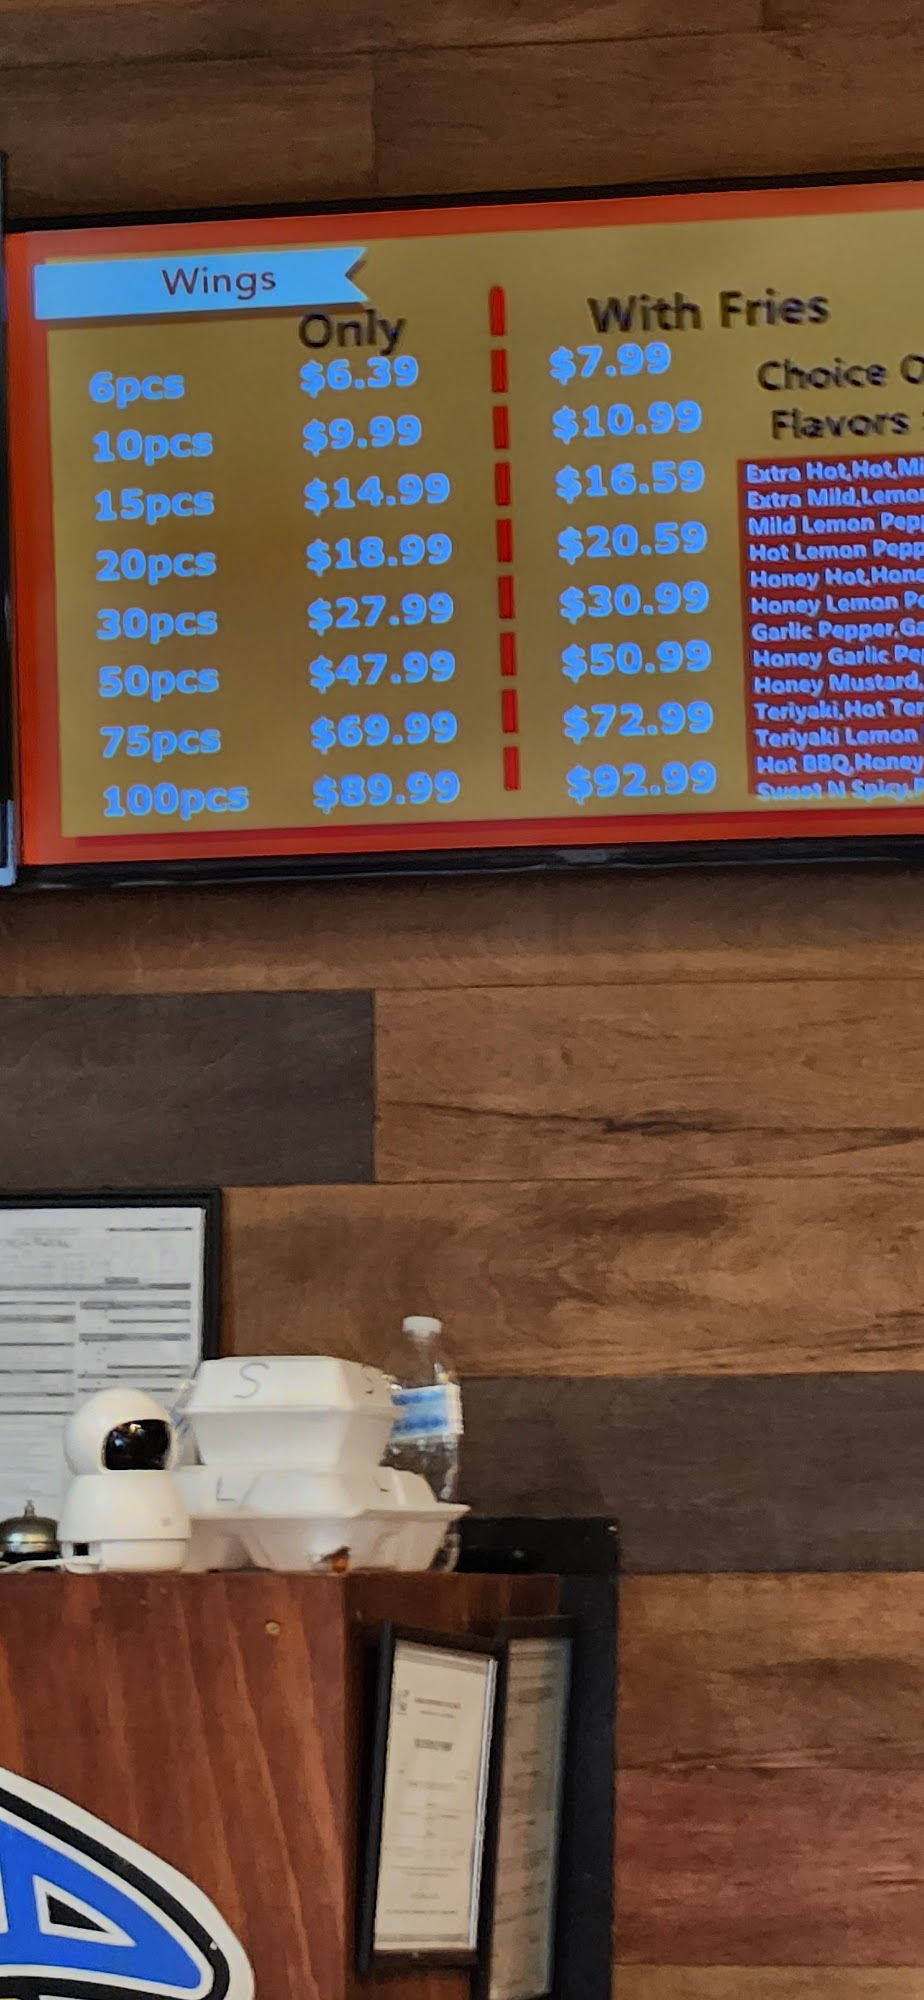 Wings
Only
With Fries
6pcs $6.39 $7.99
10pcs $9.99 $10.99
15pcs $14.99 $16.59
20pcs $18.99 $20.59
30pcs $27.99 $30.99
50pcs $47.99 $50.99
75pcs $69.99 $72.99
100pcs $89.99 $92.99
Choice
Flavors
Extra Hot,Hot,
Extra Mild,
Mild Lemon
Hot Lemon
Honey Hot,
Honey Lemon
Garlic Pepper,
Honey Garlic
Honey Mustard,
Teriyaki,Hot
Teriyaki Lemon
Hot BBQ,Honey
Sweet N Spicy,
S
S
L
L